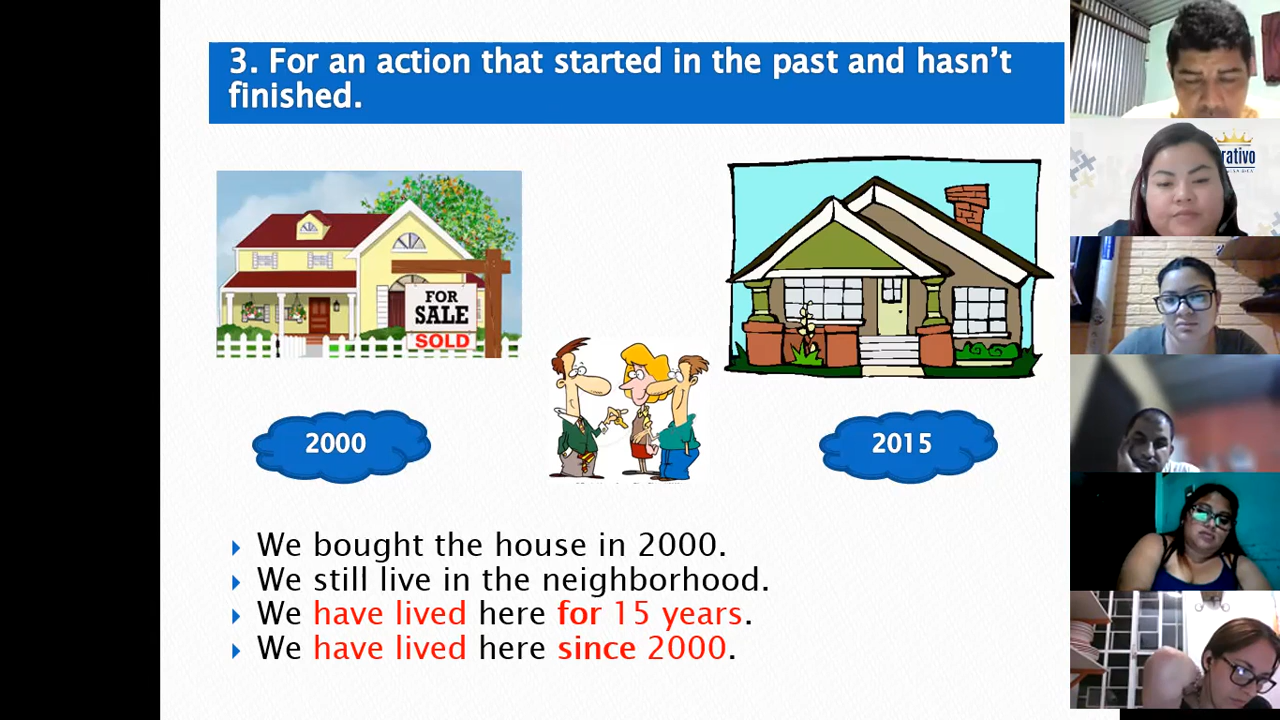 3. For an action that started in the past and hasn’t
finished.
FOR
SALE
SOLD
2000
2015
We bought the house in 2000.
We still live in the neighborhood.
We have lived here for 15 years.
We have lived here since 2000.